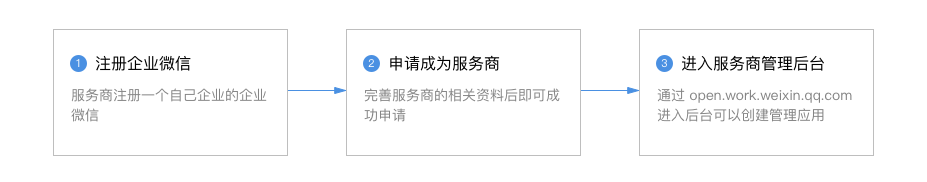 1 注册企业微信
服务商注册一个自己企业的企业
微信
2 申请成为服务商
完善服务商的相关资料后即可成
功申请
3 进入服务商管理后台
通过 open.work.weixin.qq.com
进入后台可以创建管理应用